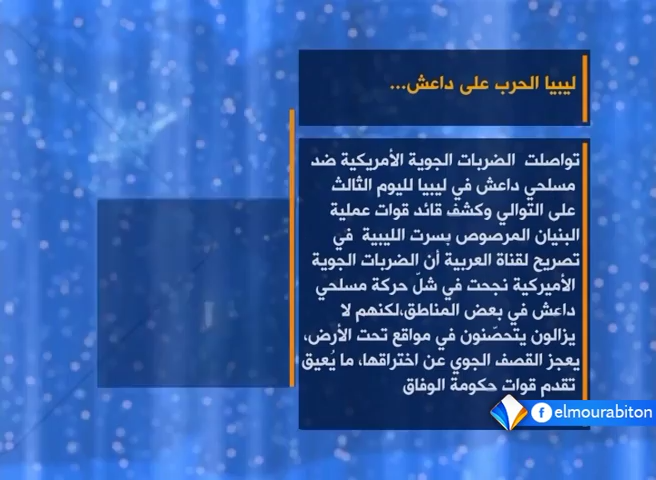 ليبيا الحرب على داعش...
تواصلت الضربات الجوية الأمريكية ضد
مسلحي داعش في ليبيا لليوم الثالث
على التوالي وكشف قائد قوات عملية
البنيان المرصوص بسرت الليبية في
تصريح لقناة العربية أن الضربات الجوية
الأميركية نجحت في شلّ حركة مسلحي
داعش في بعض المناطق،لكنهم لا
يزالون يتحصّنون في مواقع تحت الأرض،
يعجز القصف الجوي عن اختراقها، ما يُعيق
تقدم قوات حكومة الوفاق
elmourabiton